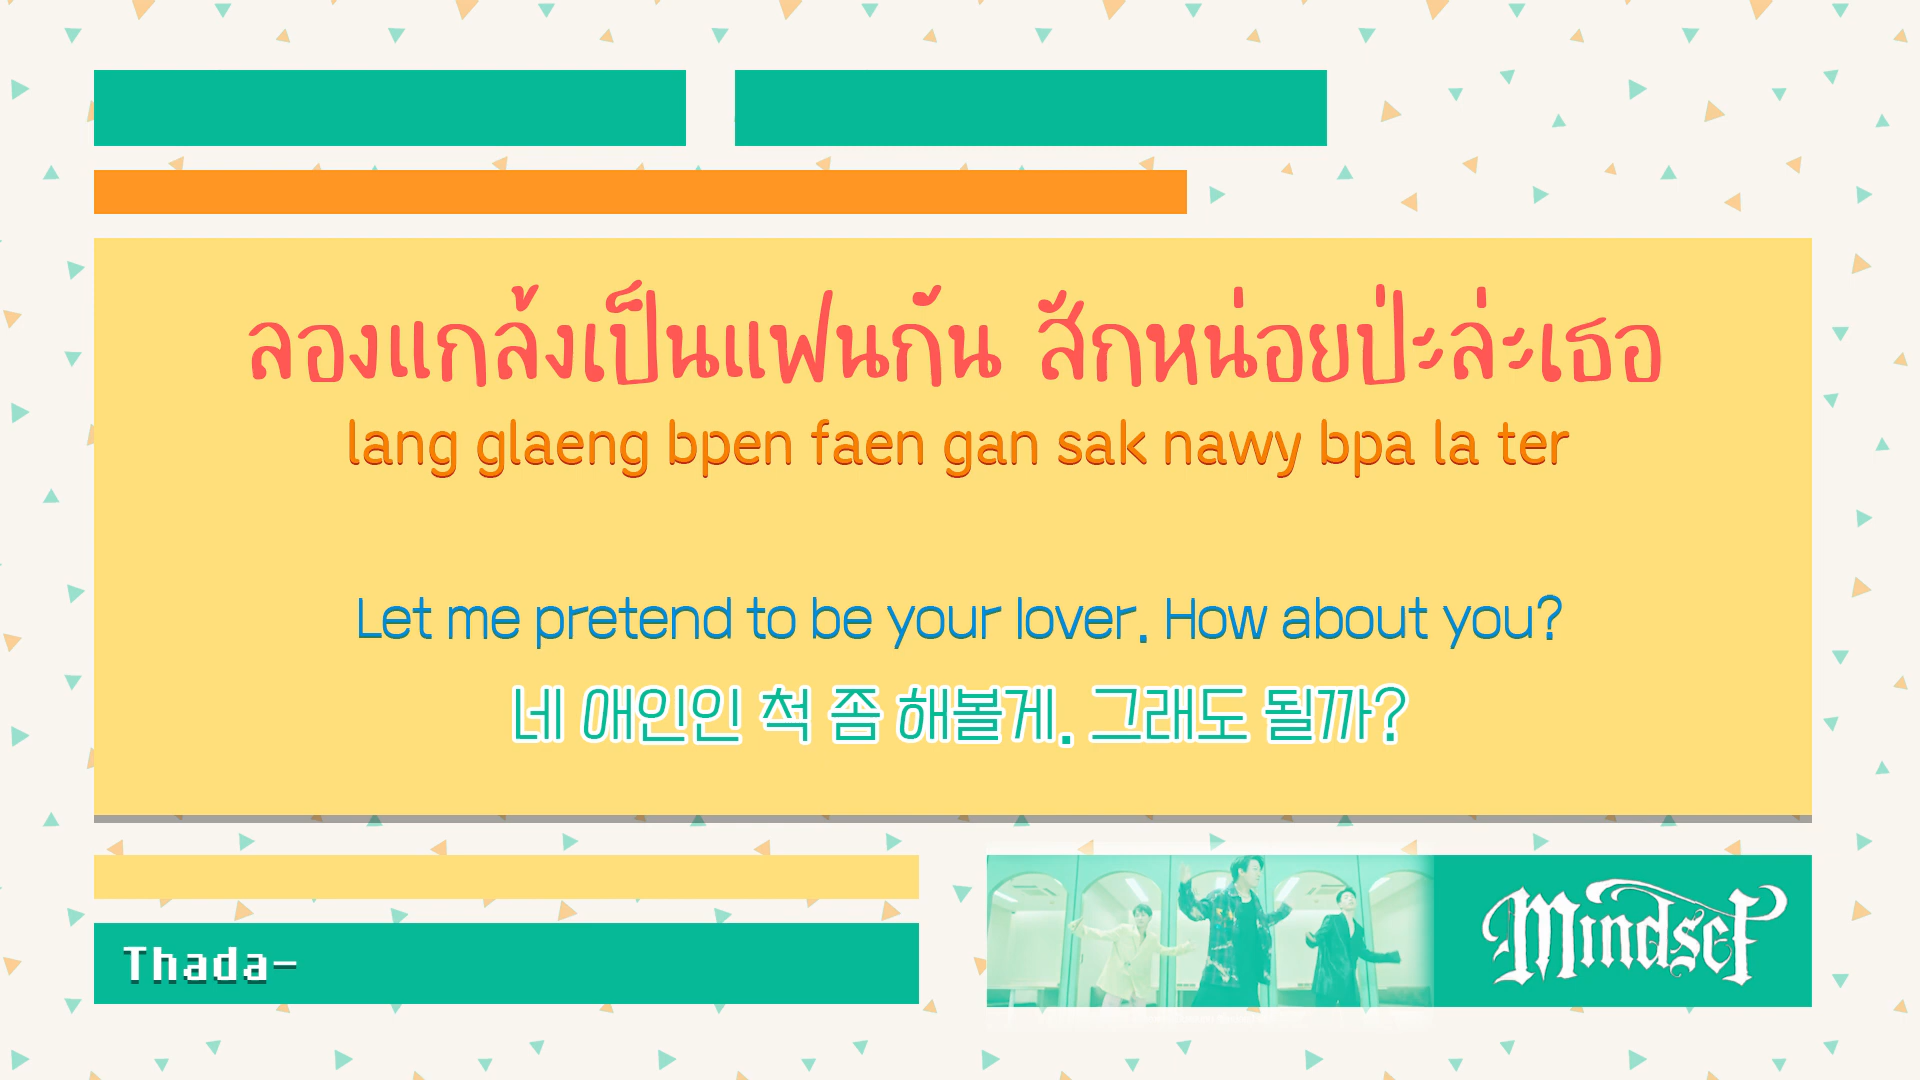 ลองแกล้งเป็นแฟนกัน สักหน่อยป่ะล่ะเธอ
lang glaeng bpen faen gan sak nawy bpa la ter
Let me pretend to be your lover. How about you?
네 애인인 척 좀 해볼게. 그래도 될까?
Thada-
Mindset